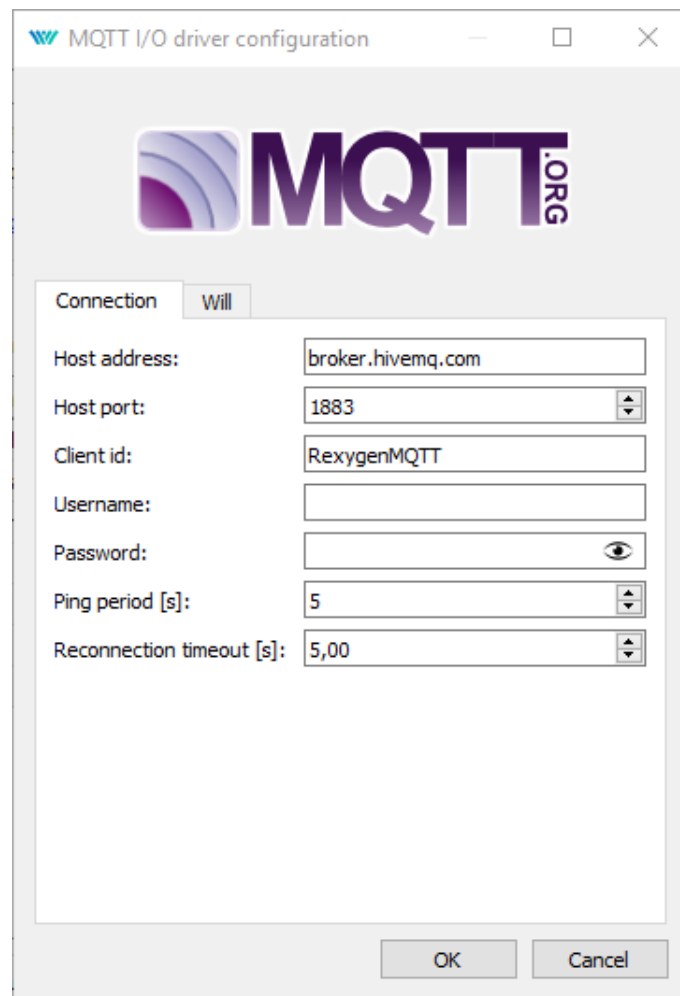 MQTT I/O driver configuration
MQTT.ORG
Connection Will
Host address: broker.hivemq.com
Host port: 1883
Client id: RexygenMQTT
Username:
Password:
Ping period [s]: 5
Reconnection timeout [s]: 5,00
OK Cancel